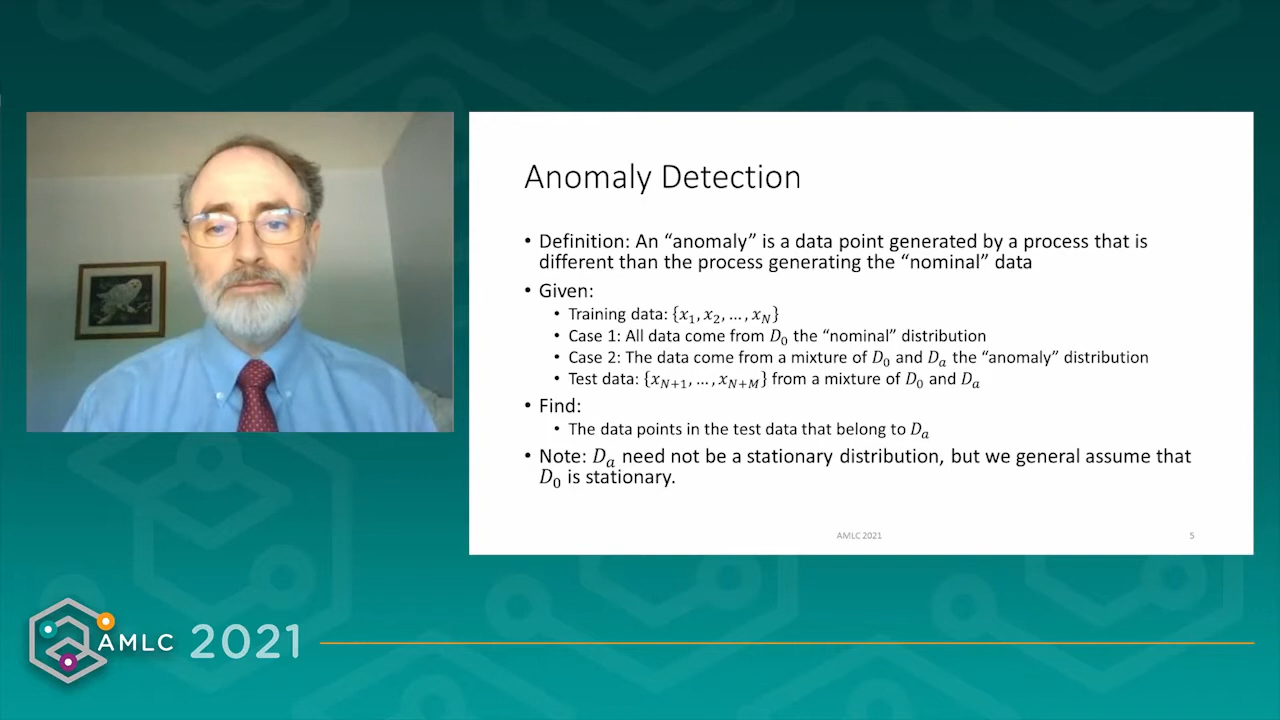 Anomaly Detection
• Definition: An “anomaly” is a data point generated by a process that is
different than the process generating the “nominal” data
• Given:
• Training data: {x₁, x₂, …, x_N}
• Case 1: All data come from D₀ the “nominal” distribution
• Case 2: The data come from a mixture of D₀ and Dₐ the “anomaly” distribution
• Test data: {x_{N+1}, …, x_{N+M}} from a mixture of D₀ and Dₐ
• Find:
• The data points in the test data that belong to Dₐ
• Note: Dₐ need not be a stationary distribution, but we general assume that
D₀ is stationary.
AMLC 2021
5
AMLC 2021